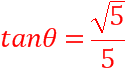 tanθ = √5/5